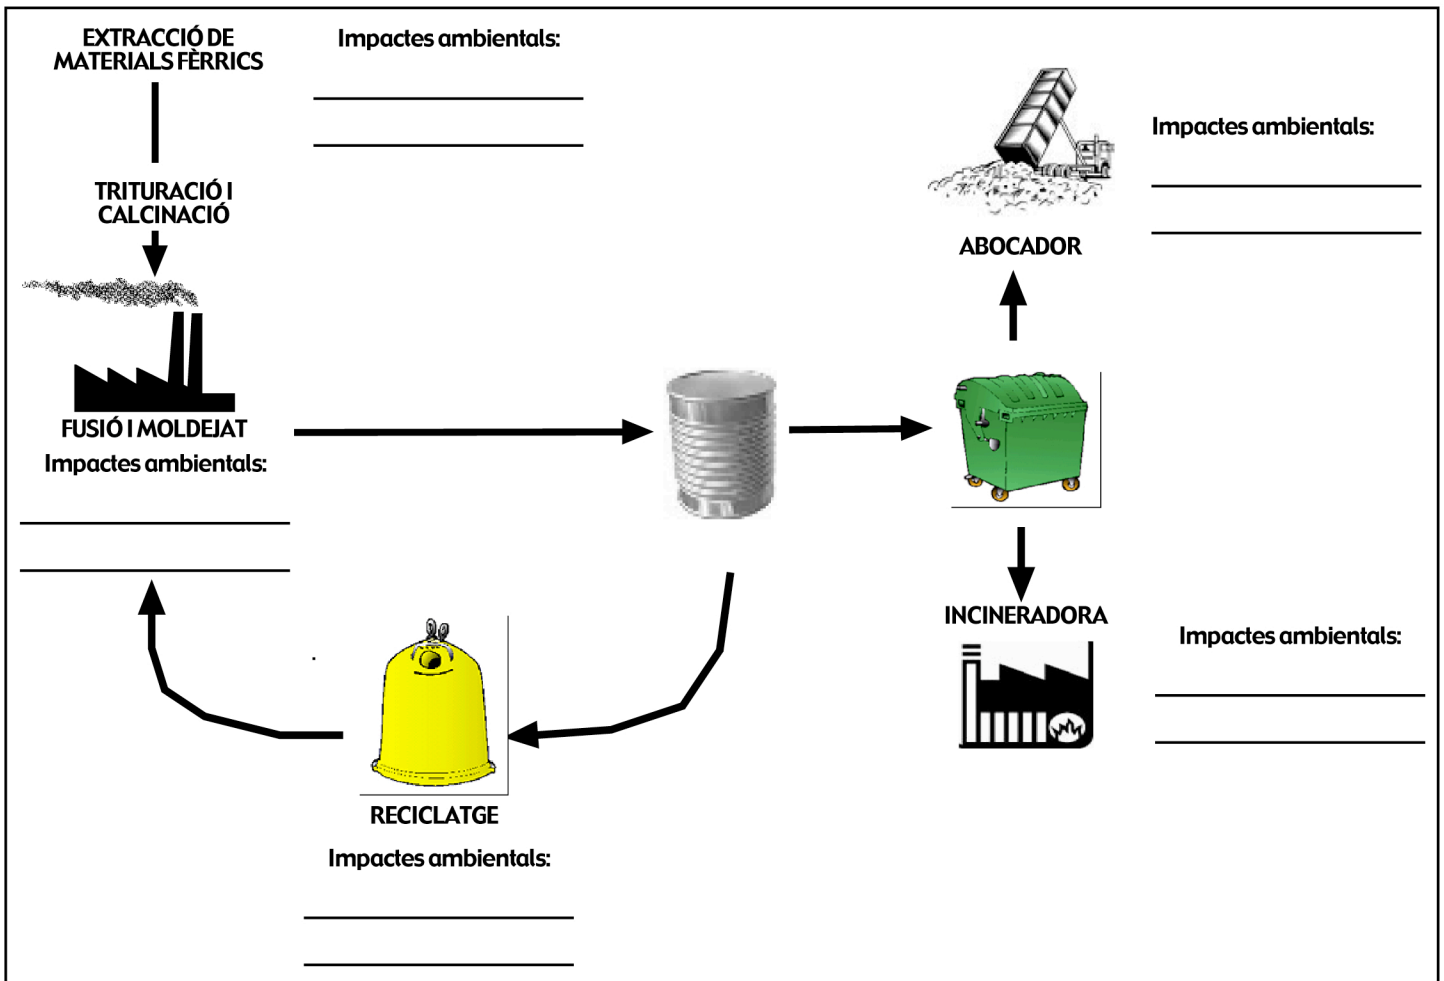 EXTRACCIÓ DE
MATERIALS FÈRRICS
Impactes ambientals:
TRITURACIÓ I
CALCINACIÓ
FUSIÓ I MOLDEJAT
Impactes ambientals:
ABOCADOR
Impactes ambientals:
INCINERADORA
Impactes ambientals:
RECICLATGE
Impactes ambientals: